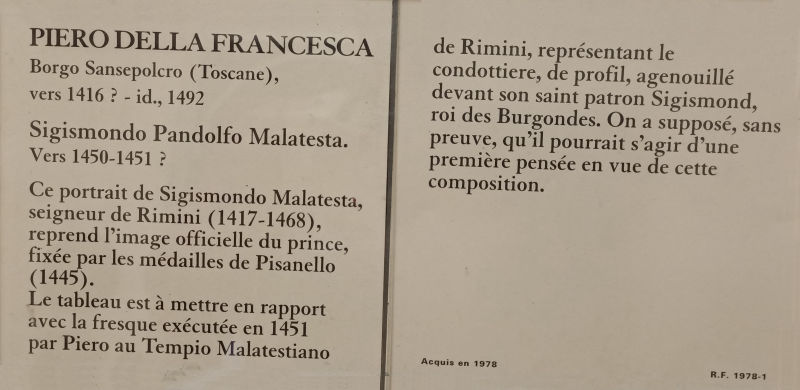 PIERO DELLA FRANCESCA
Borgo Sansepolcro (Toscane),
vers 1416 ? - id., 1492
Sigismondo Pandolfo Malatesta.
Vers 1450-1451 ?
Ce portrait de Sigismondo Malatesta,
seigneur de Rimini (1417-1468),
reprend l'image officielle du prince,
fixée par les médailles de Pisanello
(1445).
Le tableau est à mettre en rapport
avec la fresque exécutée en 1451
par Piero au Tempio Malatestiano
de Rimini, représentant le
condottiere, de profil, agenouillé
devant son saint patron Sigismond,
roi des Burgondes. On a supposé, sans
preuve, qu'il pourrait s'agir d'une
première pensée en vue de cette
composition.
Acquis en 1978
R.F. 1978-1